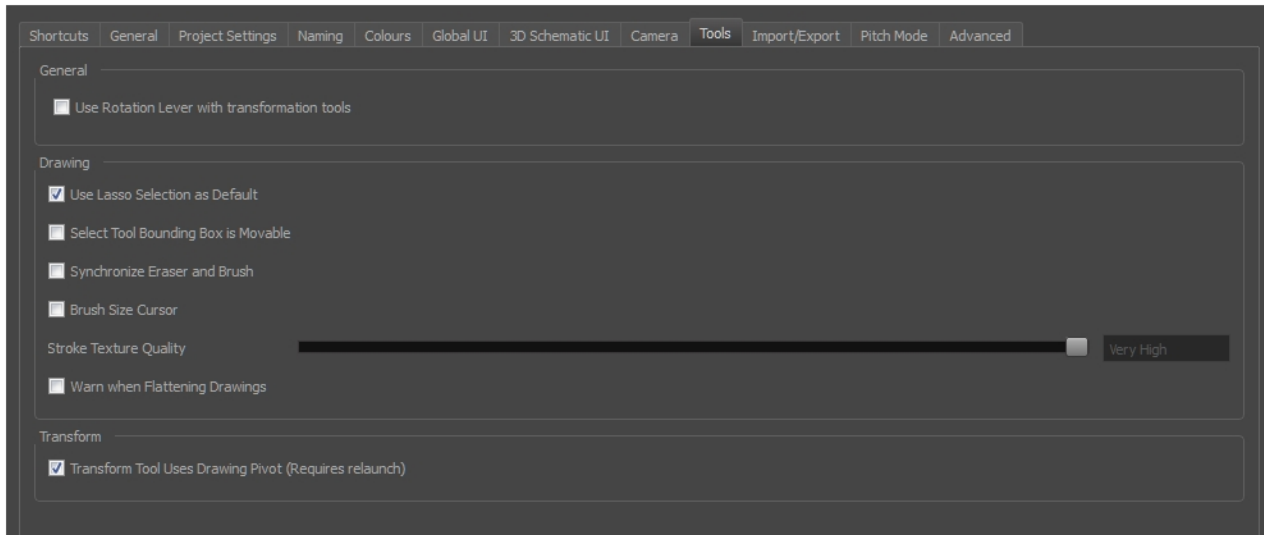 Shortcuts General Project Settings Naming Colours Global UI 3D Schematic UI Camera Tools Import/Export Pitch Mode Advanced
General
Use Rotation Lever with transformation tools
Drawing
Use Lasso Selection as Default
Select Tool Bounding Box is Movable
Synchronize Eraser and Brush
Brush Size Cursor
Stroke Texture Quality Very High
Warn when Flattening Drawings
Transform
Transform Tool Uses Drawing Pivot (Requires relaunch)